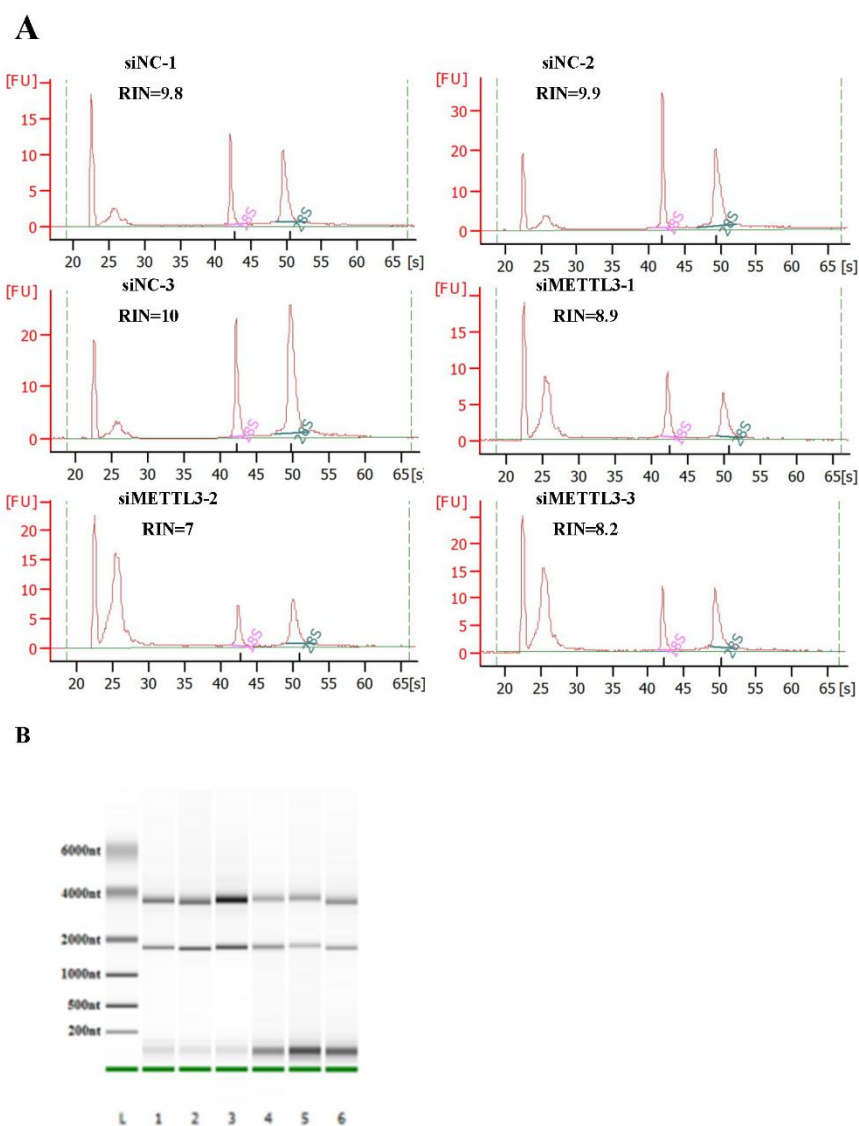 A
siNC-1
RIN=9.8
[FU]
15
10
5
0
18S
28S
20 25 30 35 40 45 50 55 60 65 [s]
siNC-2
RIN=9.9
[FU]
30
20
10
0
18S
28S
20 25 30 35 40 45 50 55 60 65 [s]
siNC-3
RIN=10
[FU]
20
10
0
18S
28S
20 25 30 35 40 45 50 55 60 65 [s]
siMETTL3-1
RIN=8.9
[FU]
15
10
5
0
18S
28S
20 25 30 35 40 45 50 55 60 65 [s]
siMETTL3-2
RIN=7
[FU]
20
15
10
5
0
18S
28S
20 25 30 35 40 45 50 55 60 65[s]
siMETTL3-3
RIN=8.2
[FU]
20
15
10
5
0
18S
28S
20 25 30 35 40 45 50 55 60 65 [s]
B
6000nt
4000nt
2000nt
1000nt
500nt
200nt
L 1 2 3 4 5 6